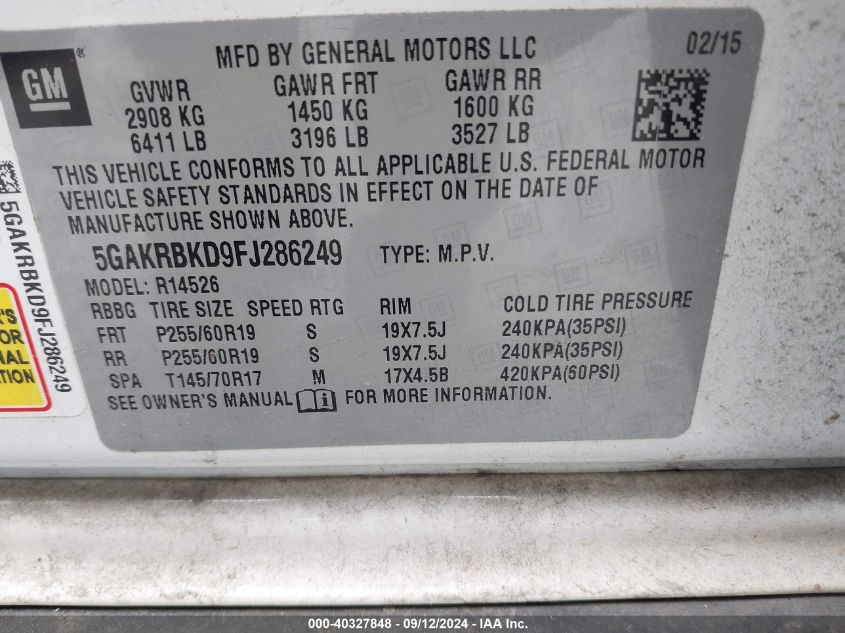 GM
MFD BY GENERAL MOTORS LLC 02/15
GVWR GAWR FRT GAWR RR
2908 KG 1450 KG 1600 KG
6411 LB 3196 LB 3527 LB
THIS VEHICLE CONFORMS TO ALL APPLICABLE U.S. FEDERAL MOTOR
VEHICLE SAFETY STANDARDS IN EFFECT ON THE DATE OF
MANUFACTURE SHOWN ABOVE.
5GAKRBKD9FJ286249 TYPE: M.P.V.
MODEL: R14526
RBBG TIRE SIZE SPEED RTG RIM COLD TIRE PRESSURE
FRT P255/60R19 S 19X7.5J 240KPA(35PSI)
RR P255/60R19 S 19X7.5J 240KPA(35PSI)
SPA T145/70R17 M 17X4.5B 420KPA(60PSI)
SEE OWNER'S MANUAL i FOR MORE INFORMATION.
5GAKRBKD9FJ286249
000-40327848 - 09/12/2024 - IAA Inc.